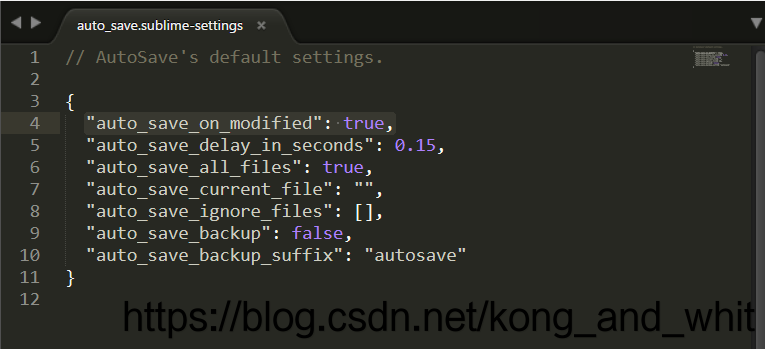 auto_save.sublime-settings ×
1 // AutoSave's default settings.
2
3 {
4 "auto_save_on_modified": true,
5 "auto_save_delay_in_seconds": 0.15,
6 "auto_save_all_files": true,
7 "auto_save_current_file": "",
8 "auto_save_ignore_files": [],
9 "auto_save_backup": false,
10 "auto_save_backup_suffix": "autosave"
11 }
12
https://blog.csdn.net/kong_and_whit